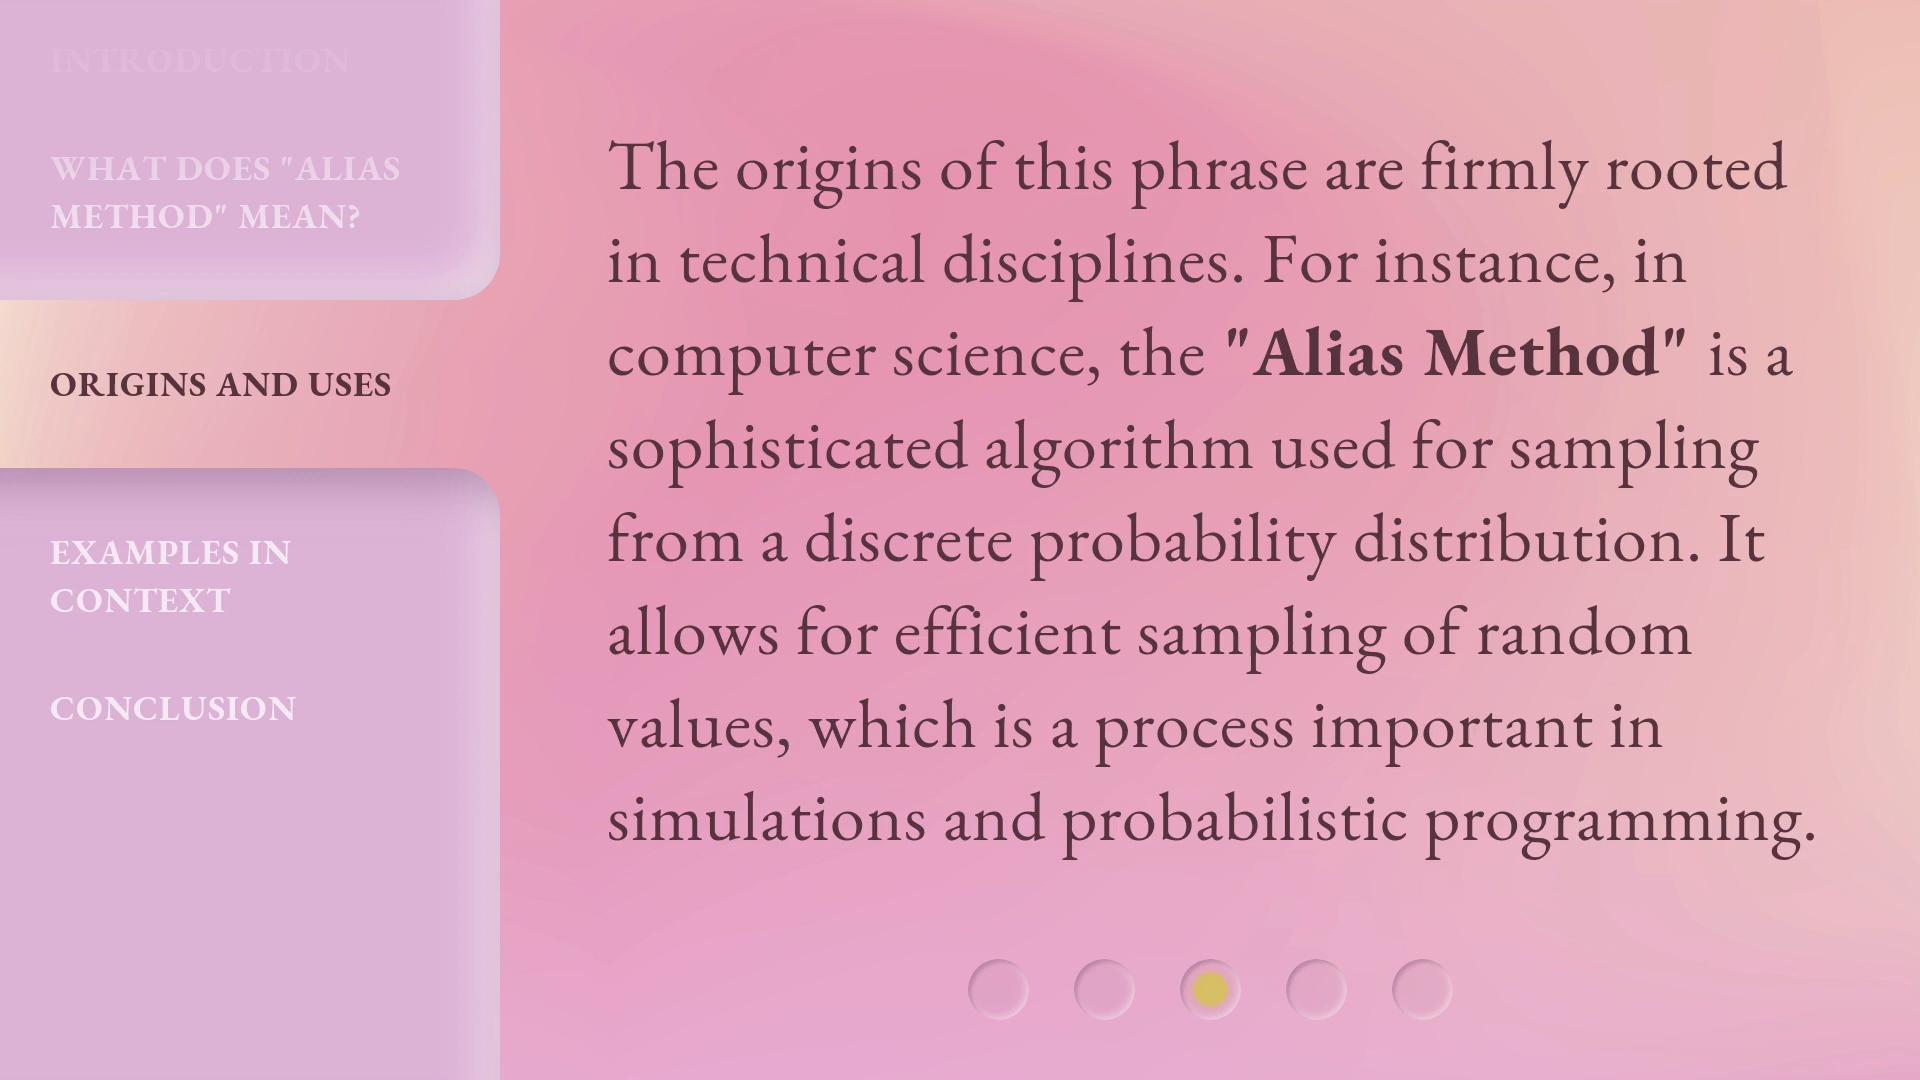 INTRODUCTION
WHAT DOES "ALIAS
METHOD" MEAN?
ORIGINS AND USES
EXAMPLES IN
CONTEXT
CONCLUSION
The origins of this phrase are firmly rooted
in technical disciplines. For instance, in
computer science, the "Alias Method" is a
sophisticated algorithm used for sampling
from a discrete probability distribution. It
allows for efficient sampling of random
values, which is a process important in
simulations and probabilistic programming.